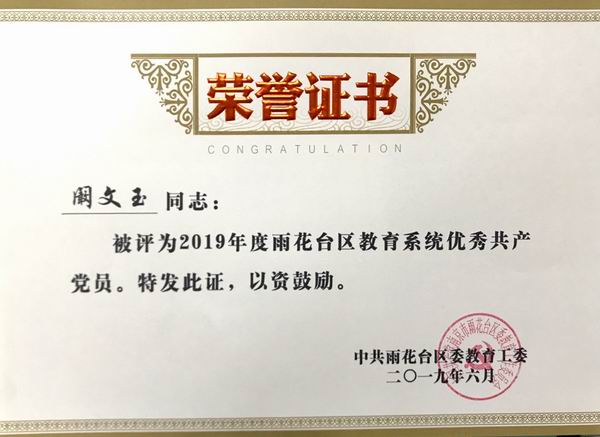 荣誉证书
CONGRATULATION
阚文玉 同志：
被评为2019年度雨花台区教育系统优秀共产
党员。特发此证，以资鼓励。
中共雨花台区委教育工委
二〇一九年六月